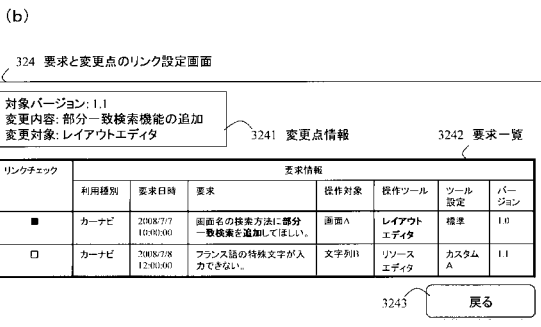 (b)
324 要求と変更点のリンク設定画面
対象バージョン: 1.1
変更内容: 部分一致検索機能の追加
変更対象: レイアウトエディタ
3241 変更点情報
3242 要求一覧
リンクチェック 要求情報
利用種別 要求日時 要求 操作対象 操作ツール ツール設定 バージョン
■ カーナビ 2008/7/7 10:00:00 画面名の検索方法に部分一致検索を追加してほしい。 画面A レイアウトエディタ 標準 1.0
□ カーナビ 2008/7/8 12:00:00 フランス語の特殊文字が入力できない。 文字列B リソースエディタ カスタムA 1.1
3243 戻る